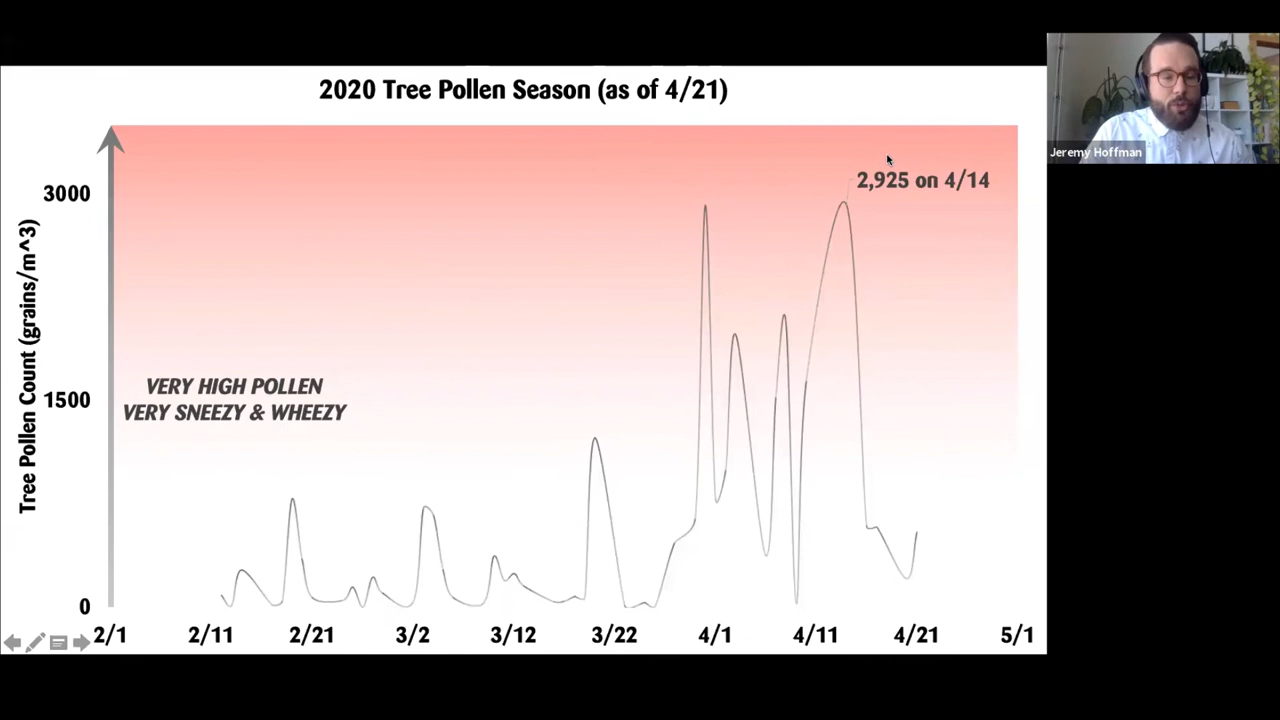 2020 Tree Pollen Season (as of 4/21)
Jeremy Hoffman
2,925 on 4/14
3000
Tree Pollen Count (grains/m^3)
VERY HIGH POLLEN
VERY SNEEZY & WHEEZY
1500
0
2/1 2/11 2/21 3/2 3/12 3/22 4/1 4/11 4/21 5/1